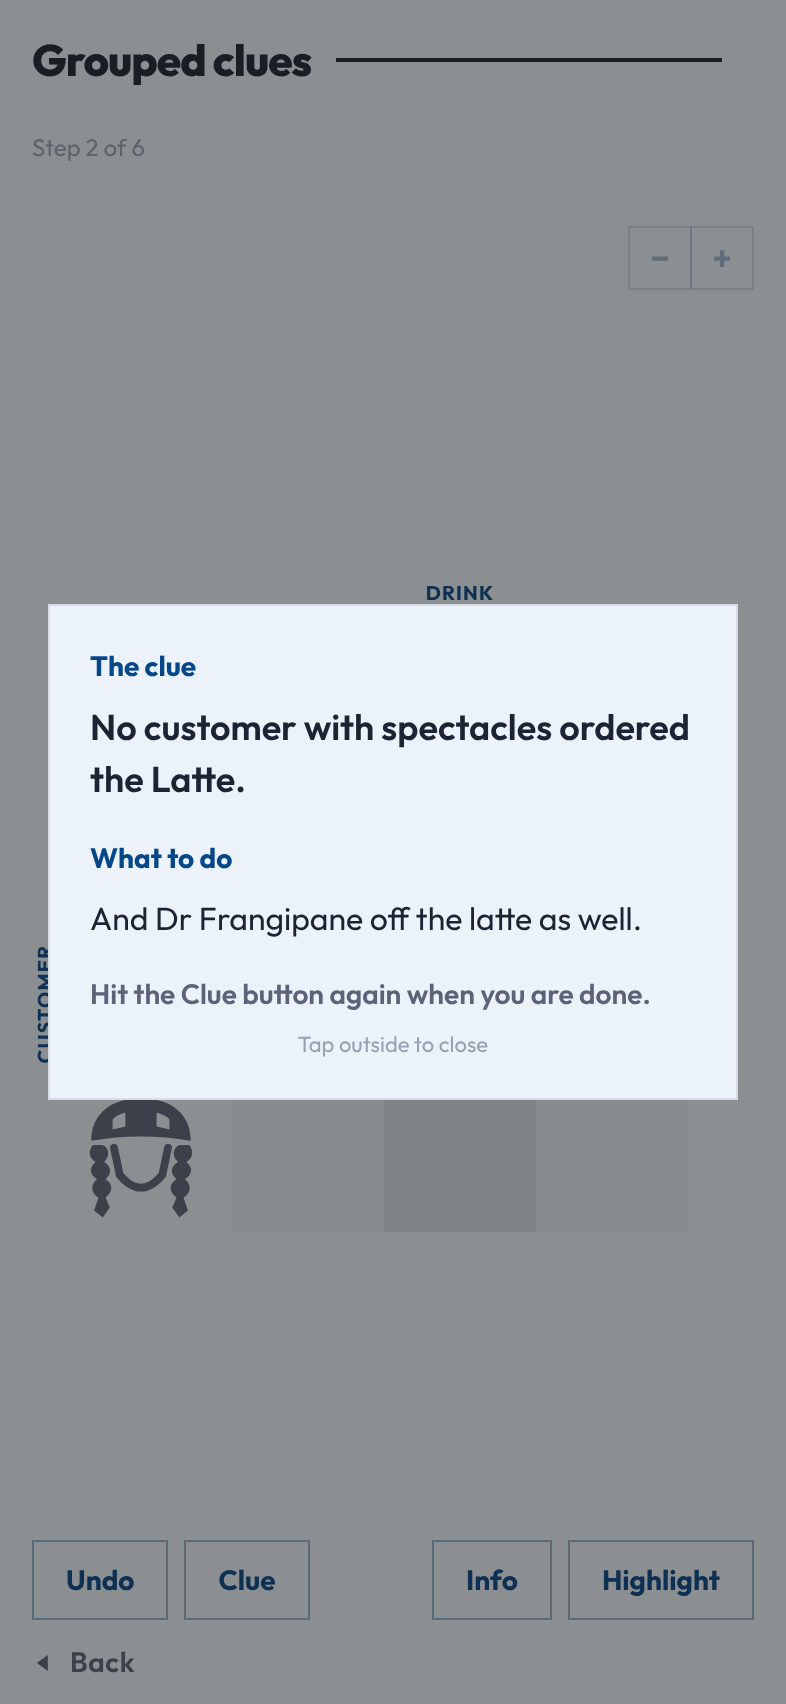 Grouped clues
Step 2 of 6
− +
DRINK
The clue
No customer with spectacles ordered
the Latte.
What to do
And Dr Frangipane off the latte as well.
Hit the Clue button again when you are done.
Tap outside to close
CUSTOMER
Undo Clue Info Highlight
Back